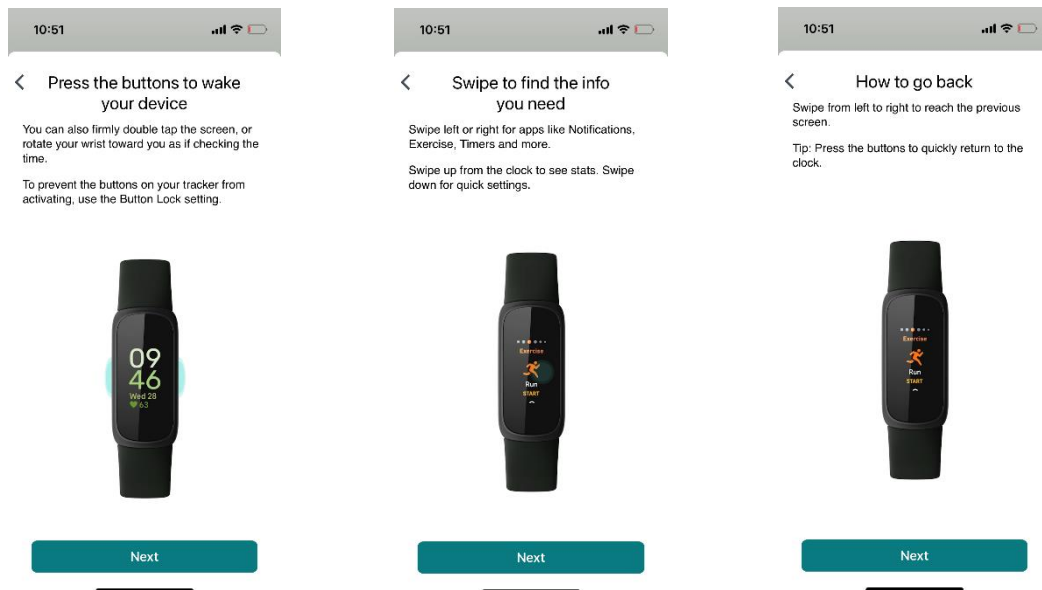 10:51
Press the buttons to wake
your device
You can also firmly double tap the screen, or
rotate your wrist toward you as if checking the
time.
To prevent the buttons on your tracker from
activating, use the Button Lock setting.
09
46
Wed 28
63
Next
10:51
Swipe to find the info
you need
Swipe left or right for apps like Notifications,
Exercise, Timers and more.
Swipe up from the clock to see stats. Swipe
down for quick settings.
Exercise
Run
START
Next
10:51
How to go back
Swipe from left to right to reach the previous
screen.
Tip: Press the buttons to quickly return to the
clock.
Exercise
Run
START
Next